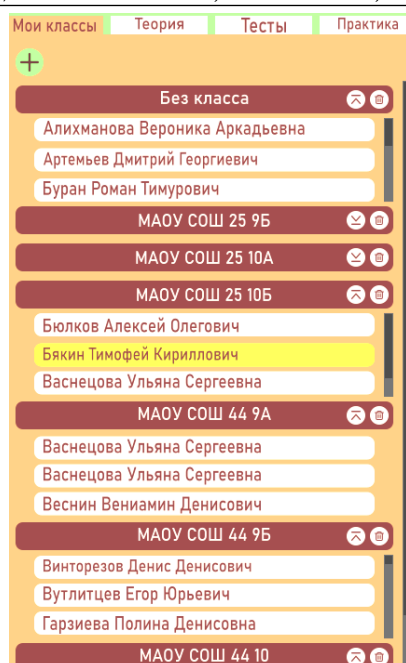 Мои классы Теория Тесты Практика
Без класса
Алихманова Вероника Аркадьевна
Артемьев Дмитрий Георгиевич
Буран Роман Тимурович
МАОУ СОШ 25 9Б
МАОУ СОШ 25 10А
МАОУ СОШ 25 10Б
Бюлков Алексей Олегович
Бякин Тимофей Кириллович
Васнецова Ульяна Сергеевна
МАОУ СОШ 44 9А
Васнецова Ульяна Сергеевна
Васнецова Ульяна Сергеевна
Веснин Вениамин Денисович
МАОУ СОШ 44 9Б
Винторезов Денис Денисович
Вутлитцев Егор Юрьевич
Гарзиева Полина Денисовна
МАОУ СОШ 44 10